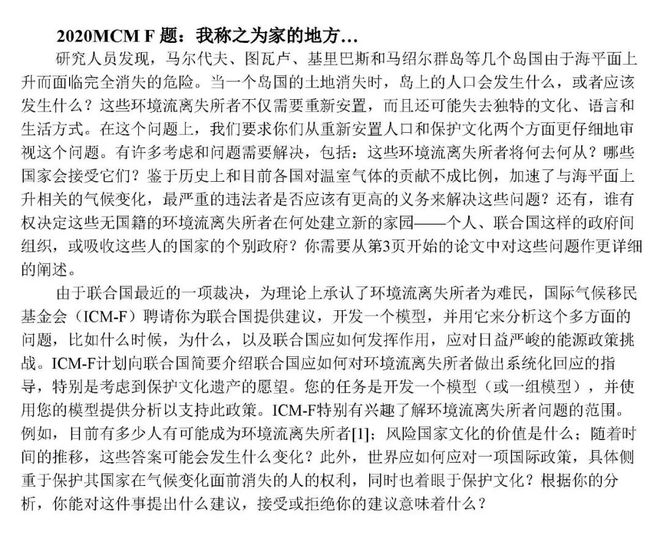 2020MCM F 题：我称之为家的地方…
研究人员发现，马尔代夫、图瓦卢、基里巴斯和马绍尔群岛等几个岛国由于海平面上
升而面临完全消失的危险。当一个岛国的土地消失时，岛上的人口会发生什么，或者应该
发生什么？这些环境流离失所者不仅需要重新安置，而且还可能失去独特的文化、语言和
生活方式。在这个问题上，我们要求你们从重新安置人口和保护文化两个方面更仔细地审
视这个问题。有许多考虑和问题需要解决，包括：这些环境流离失所者将何去何从？哪些
国家会接受它们？鉴于历史上和目前各国对温室气体的贡献不成比例，加速了与海平面上
升相关的气候变化，最严重的违法者是否应该有更高的义务来解决这些问题？还有，谁有
权决定这些无国籍的环境流离失所者在何处建立新的家园——个人、联合国这样的政府间
组织，或吸收这些人的国家的个别政府？你需要从第3页开始的论文中对这些问题作更详细
的阐述。
由于联合国最近的一项裁决，为理论上承认了环境流离失所者为难民，国际气候移民
基金会（ICM-F）聘请你为联合国提供建议，开发一个模型，并用它来分析这个多方面的
问题，比如什么时候，为什么，以及联合国应如何发挥作用，应对日益严峻的能源政策挑
战。ICM-F计划向联合国简要介绍联合国应如何对环境流离失所者做出系统化回应的指
导，特别是考虑到保护文化遗产的愿望。您的任务是开发一个模型（或一组模型），并使
用您的模型提供分析以支持此政策。ICM-F特别有兴趣了解环境流离失所者问题的范围。
例如，目前有多少人有可能成为环境流离失所者[1]；风险国家文化的价值是什么；随着时
间的推移，这些答案可能会发生什么变化？此外，世界应如何应对一项国际政策，具体侧
重于保护其国家在气候变化面前消失的人的权利，同时也着眼于保护文化？根据你的分
析，你能对这件事提出什么建议，接受或拒绝你的建议意味着什么？